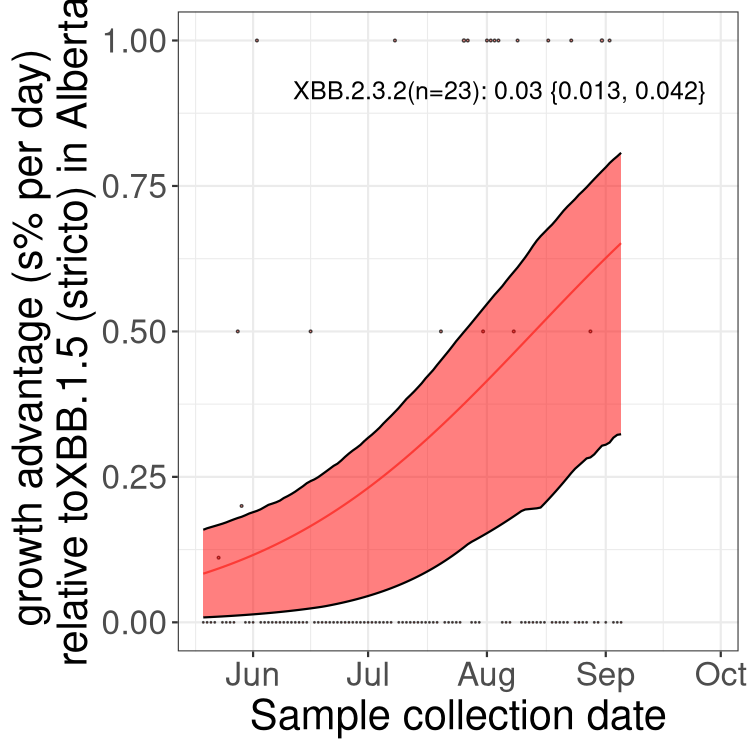 growth advantage (s% per day)
relative toXBB.1.5 (stricto) in Alberta
1.00
0.75
0.50
0.25
0.00
XBB.2.3.2(n=23): 0.03 {0.013, 0.042}
Jun Jul Aug Sep Oct
Sample collection date